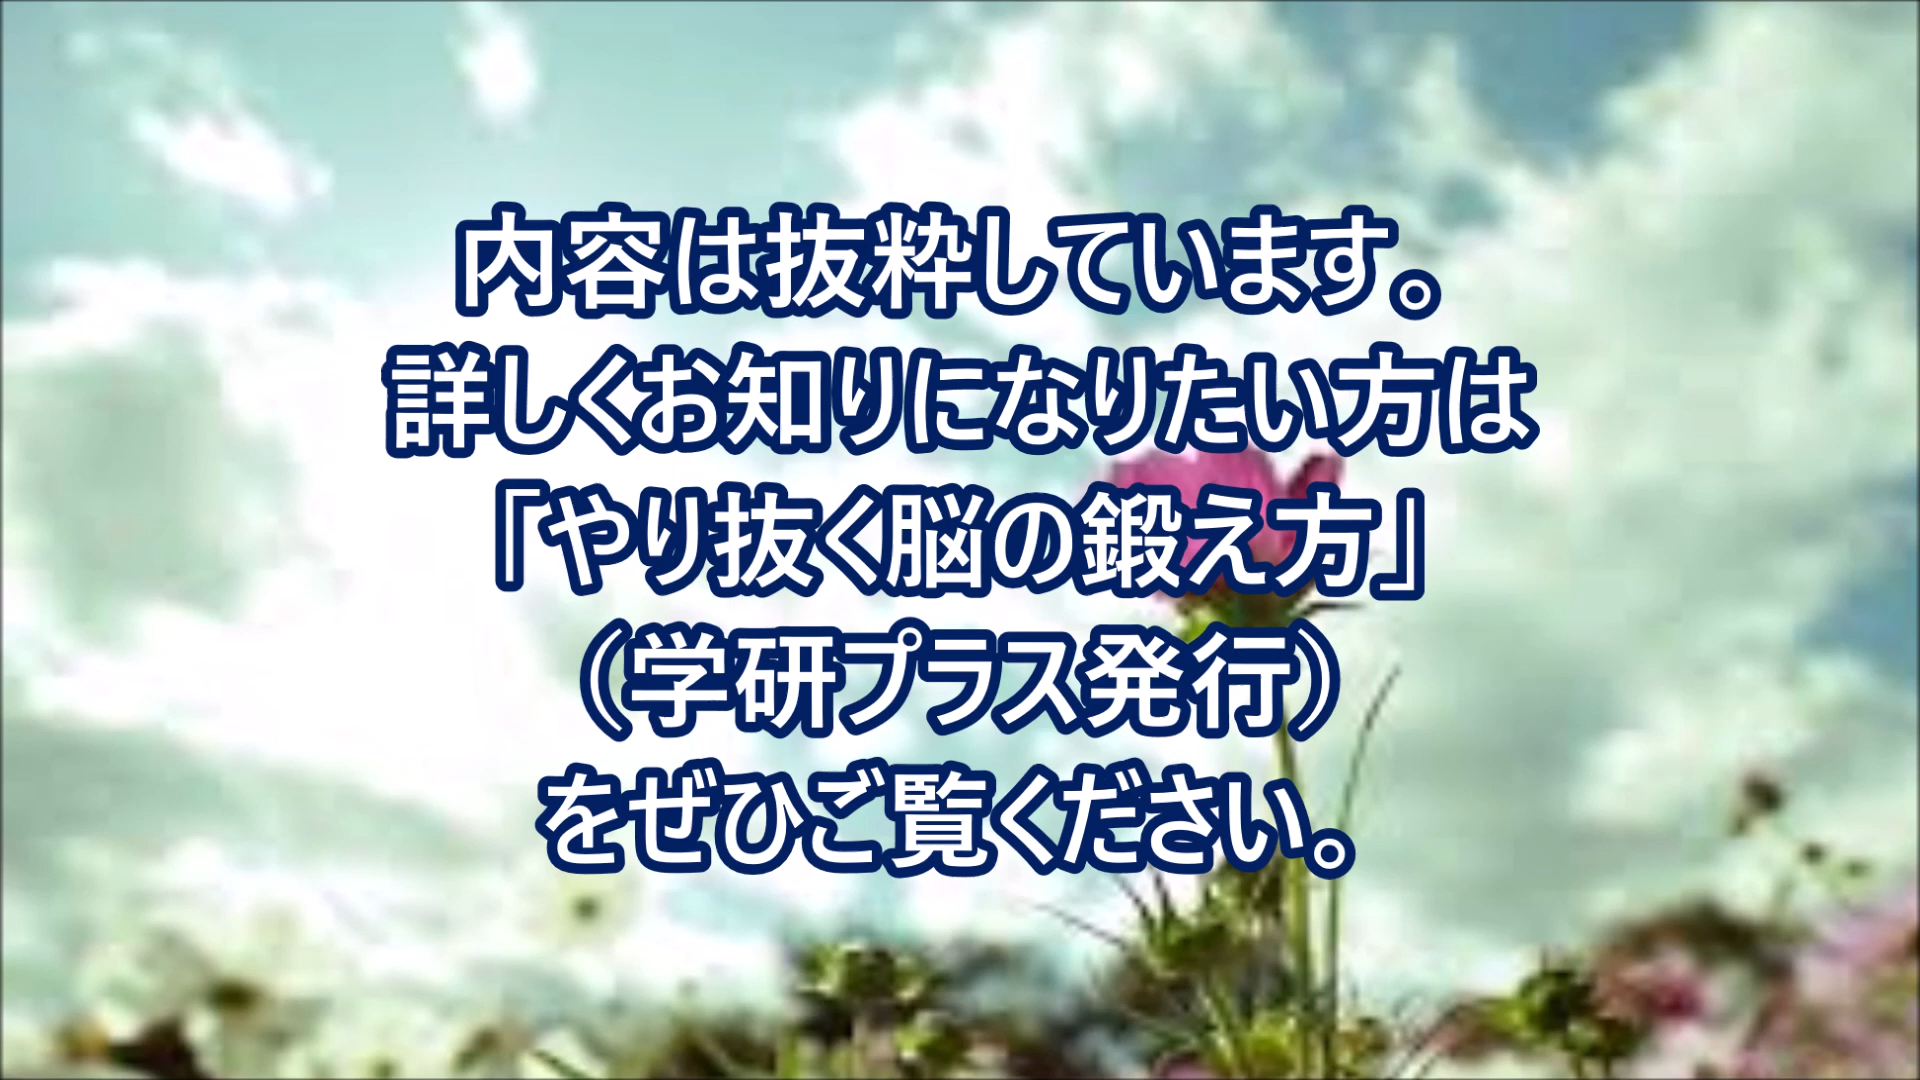 内容は抜粋しています。
詳しくお知りになりたい方は
「やり抜く脳の鍛え方」
（学研プラス発行）
をぜひご覧ください。